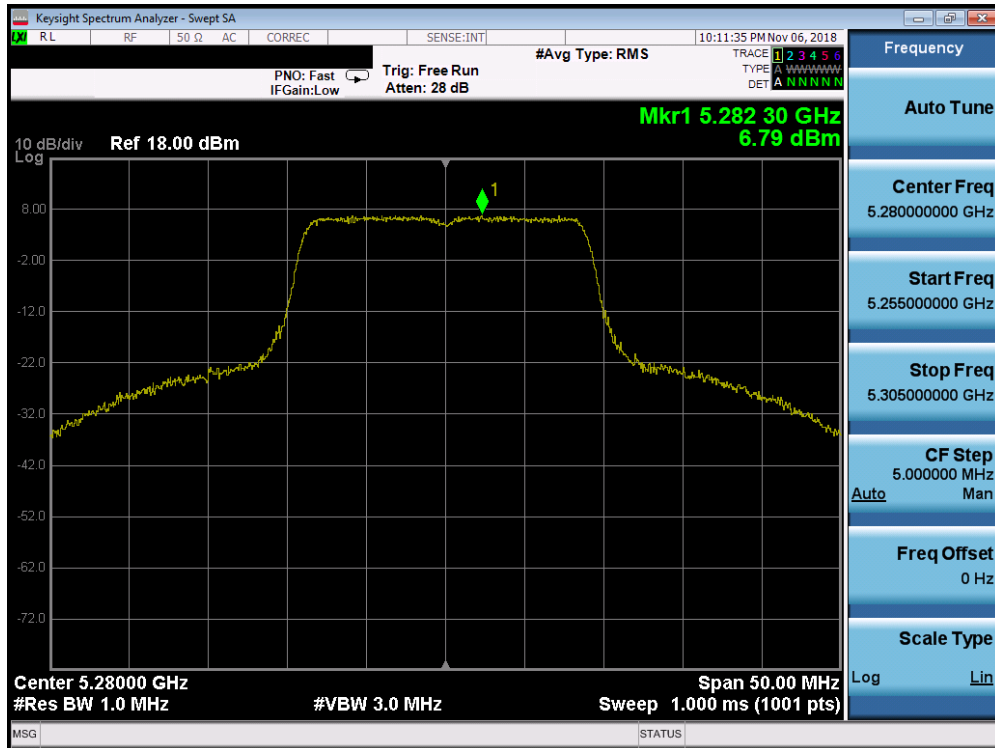 Keysight Spectrum Analyzer - Swept SA
LXI RL RF 50 Ω AC CORREC SENSE:INT 10:11:35 PM Nov 06, 2018
#Avg Type: RMS TRACE 1 2 3 4 5 6
PNO: Fast Trig: Free Run TYPE A WWWWW
IFGain:Low Atten: 28 dB DET A N N N N N
Mkr1 5.282 30 GHz
6.79 dBm
10 dB/div Ref 18.00 dBm
Log
1
8.00
-2.00
-12.0
-22.0
-32.0
-42.0
-52.0
-62.0
-72.0
Center 5.28000 GHz Span 50.00 MHz
#Res BW 1.0 MHz #VBW 3.0 MHz Sweep 1.000 ms (1001 pts)
MSG STATUS
Frequency
Auto Tune
Center Freq
5.280000000 GHz
Start Freq
5.255000000 GHz
Stop Freq
5.305000000 GHz
CF Step
5.000000 MHz
Auto Man
Freq Offset
0 Hz
Scale Type
Log Lin